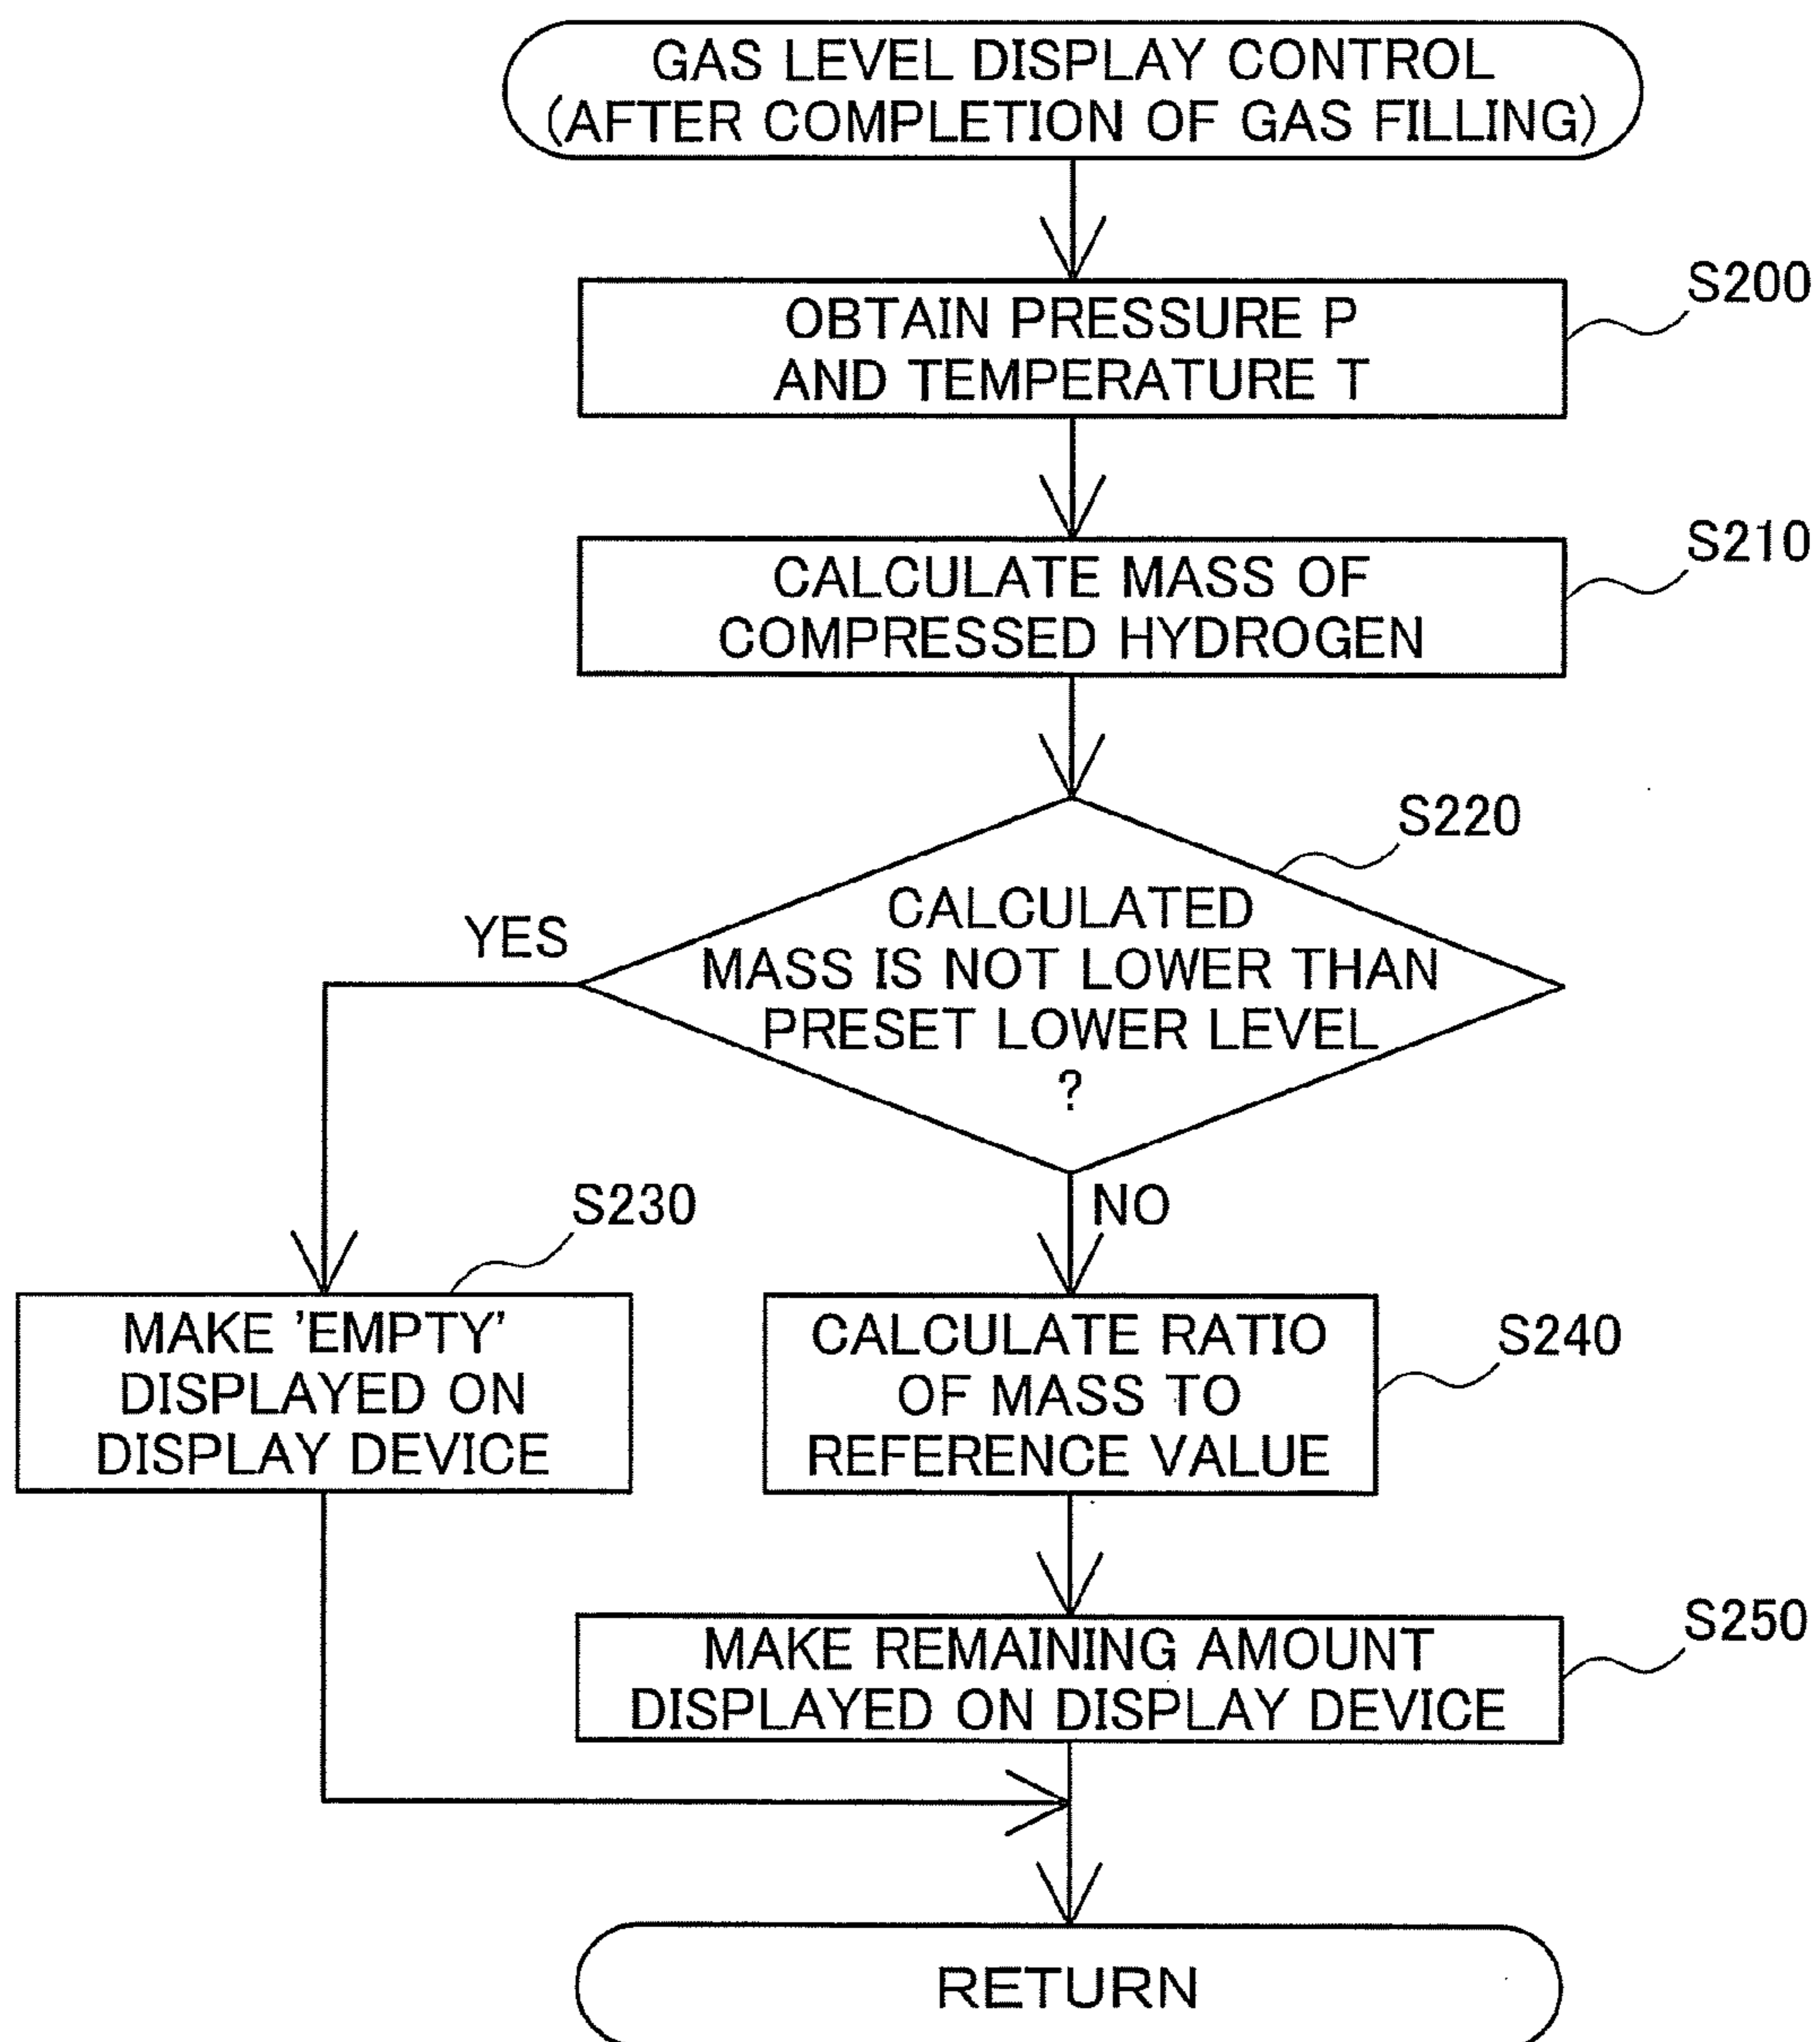 GAS LEVEL DISPLAY CONTROL
(AFTER COMPLETION OF GAS FILLING)
S200
OBTAIN PRESSURE P
AND TEMPERATURE T
S210
CALCULATE MASS OF
COMPRESSED HYDROGEN
S220
CALCULATED
MASS IS NOT LOWER THAN
PRESET LOWER LEVEL
?
YES
NO
S230
MAKE 'EMPTY'
DISPLAYED ON
DISPLAY DEVICE
S240
CALCULATE RATIO
OF MASS TO
REFERENCE VALUE
S250
MAKE REMAINING AMOUNT
DISPLAYED ON DISPLAY DEVICE
RETURN